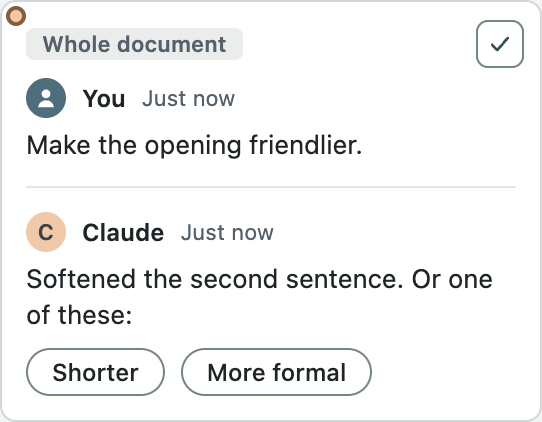 Whole document
You Just now
Make the opening friendlier.
C Claude Just now
Softened the second sentence. Or one
of these:
Shorter More formal